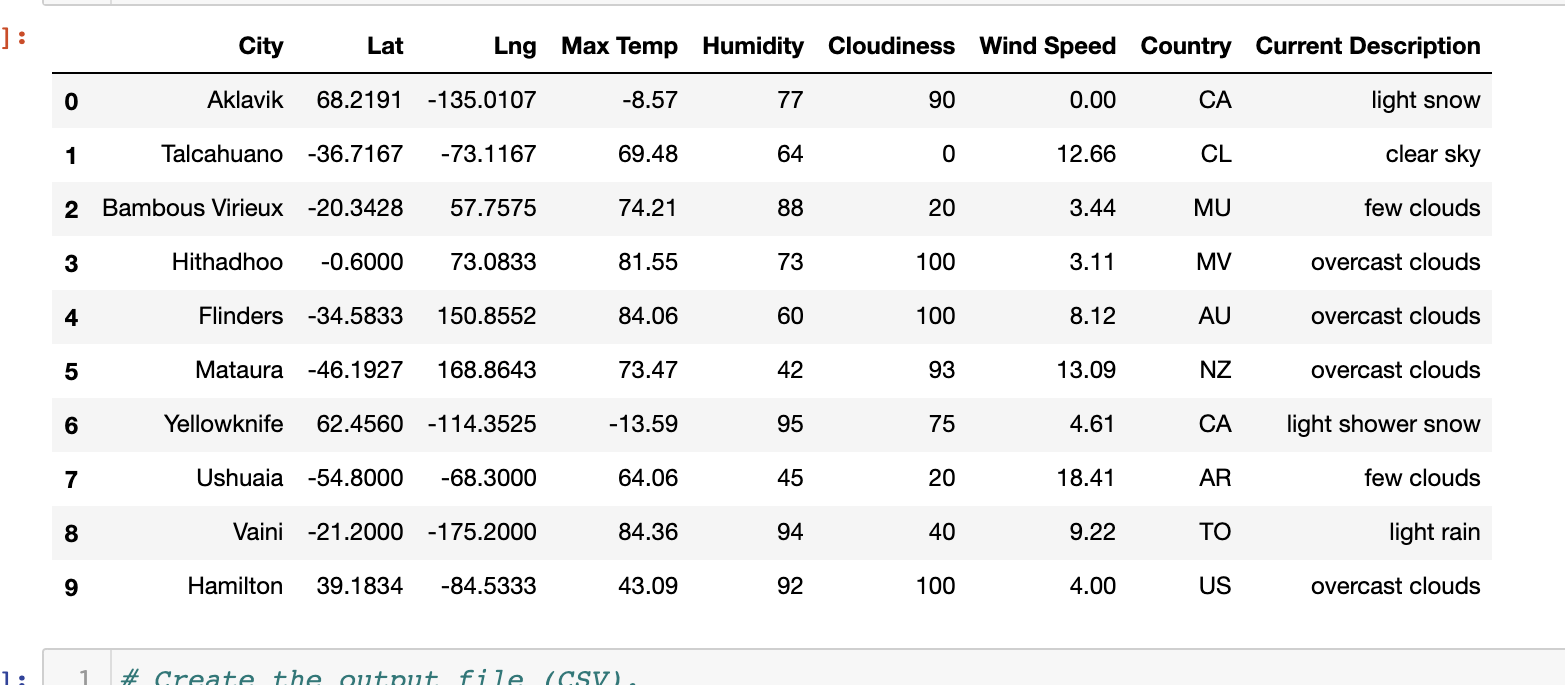 ]:
City Lat Lng Max Temp Humidity Cloudiness Wind Speed Country Current Description
0 Aklavik 68.2191 -135.0107 -8.57 77 90 0.00 CA light snow
1 Talcahuano -36.7167 -73.1167 69.48 64 0 12.66 CL clear sky
2 Bambous Virieux -20.3428 57.7575 74.21 88 20 3.44 MU few clouds
3 Hithadhoo -0.6000 73.0833 81.55 73 100 3.11 MV overcast clouds
4 Flinders -34.5833 150.8552 84.06 60 100 8.12 AU overcast clouds
5 Mataura -46.1927 168.8643 73.47 42 93 13.09 NZ overcast clouds
6 Yellowknife 62.4560 -114.3525 -13.59 95 75 4.61 CA light shower snow
7 Ushuaia -54.8000 -68.3000 64.06 45 20 18.41 AR few clouds
8 Vaini -21.2000 -175.2000 84.36 94 40 9.22 TO light rain
9 Hamilton 39.1834 -84.5333 43.09 92 100 4.00 US overcast clouds
]: 1 # Create the output file (CSV).